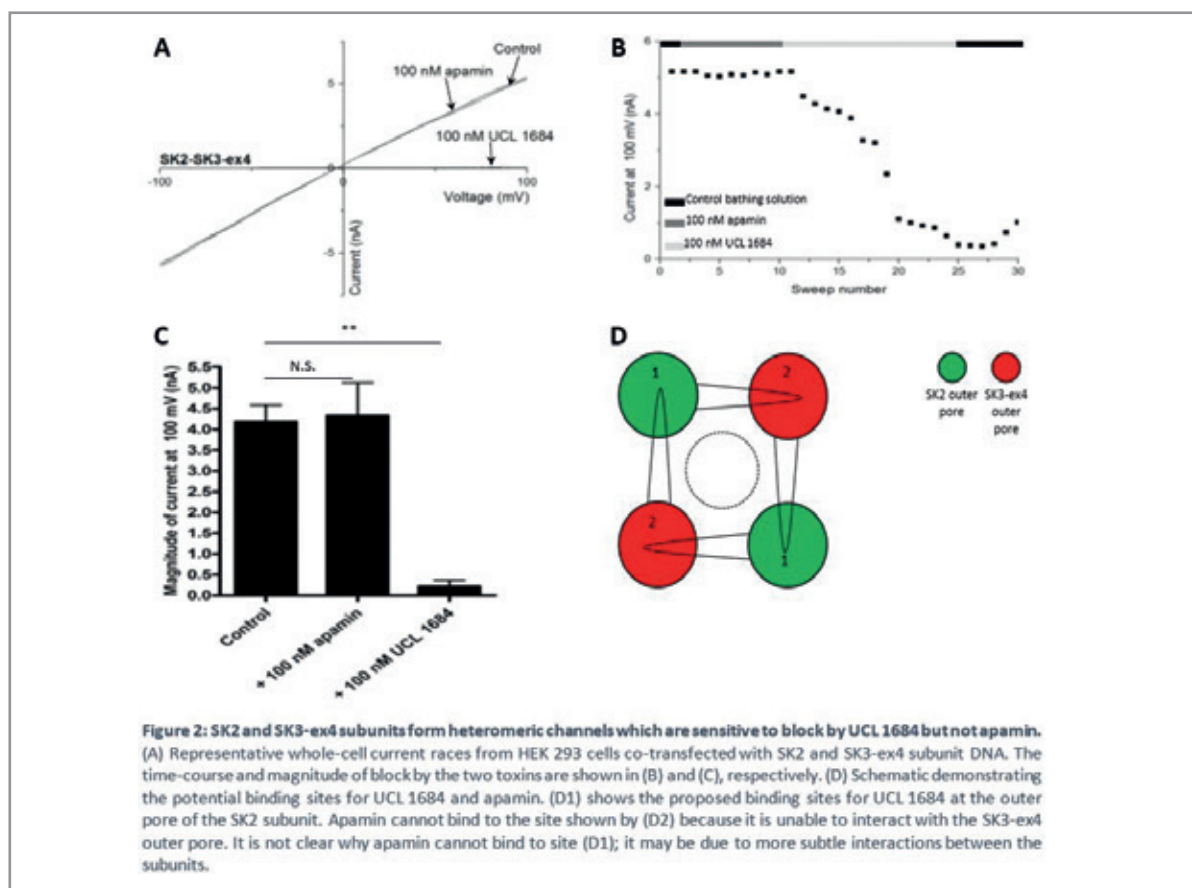 A
5
Control
100 nM apamin
100 nM UCL 1684
SK2-SK3-ex4
-100
0
0
100
Voltage (mV)
-5
Current (nA)
B
6
4
2
0
Current at 100 mV (nA)
Control bathing solution
100 nM apamin
100 nM UCL 1684
0
5
10
15
20
25
30
Sweep number
C
**
N.S.
5.5
5.0
4.5
4.0
3.5
3.0
2.5
2.0
1.5
1.0
0.5
0.0
Magnitude of current at 100 mV (nA)
Control
+ 100 nM apamin
+ 100 nM UCL 1684
D
1
2
2
1
SK2 outer
pore
SK3-ex4
outer
pore
Figure 2: SK2 and SK3-ex4 subunits form heteromeric channels which are sensitive to block by UCL 1684 but not apamin.
(A) Representative whole-cell current races from HEK 293 cells co-transfected with SK2 and SK3-ex4 subunit DNA. The
time-course and magnitude of block by the two toxins are shown in (B) and (C), respectively. (D) Schematic demonstrating
the potential binding sites for UCL 1684 and apamin. (D1) shows the proposed binding sites for UCL 1684 at the outer
pore of the SK2 subunit. Apamin cannot bind to the site shown by (D2) because it is unable to interact with the SK3-ex4
outer pore. It is not clear why apamin cannot bind to site (D1); it may be due to more subtle interactions between the
subunits.